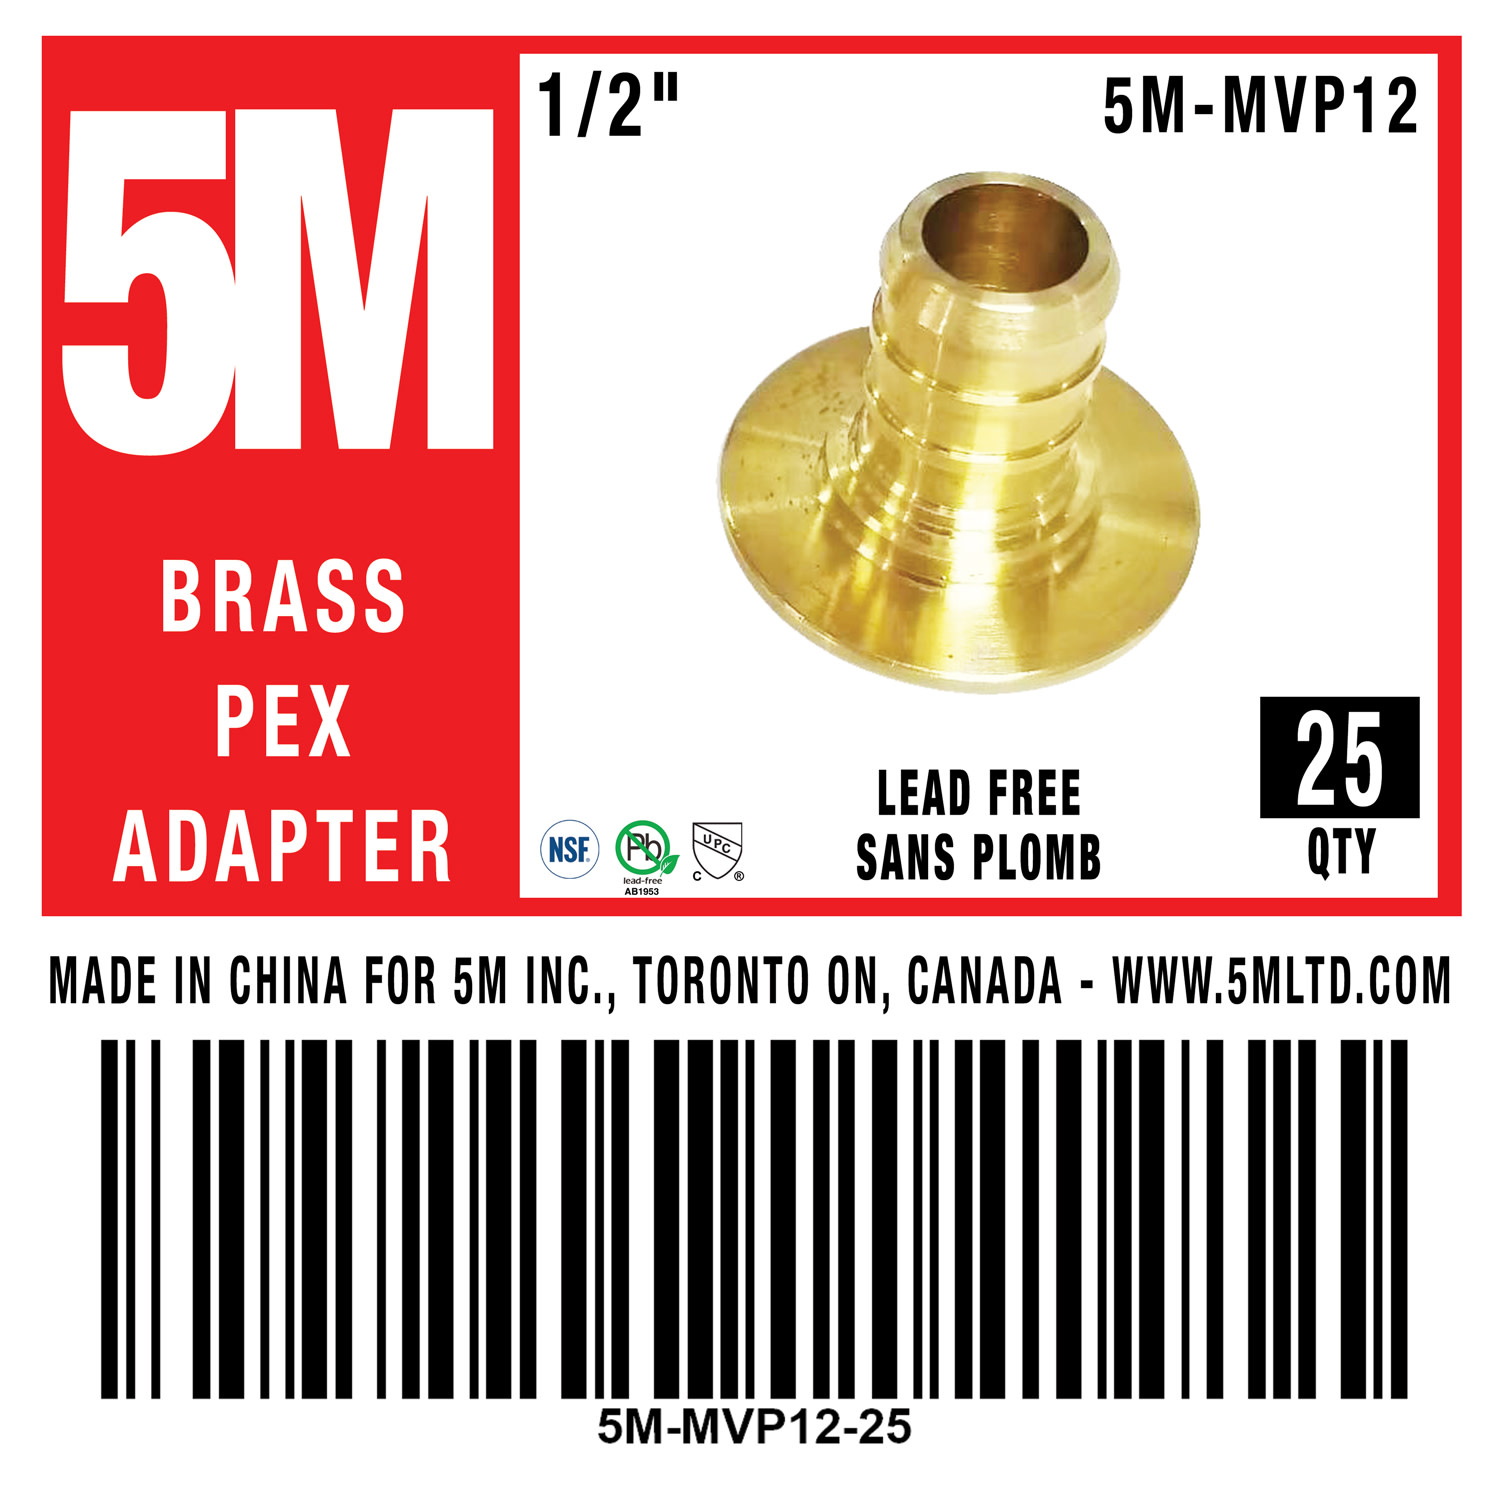 5M
BRASS
PEX
ADAPTER
1/2"
5M-MVP12
NSF®
Pb
lead-free
AB1953
UPC
C ®
LEAD FREE
SANS PLOMB
25
QTY
MADE IN CHINA FOR 5M INC., TORONTO ON, CANADA - WWW.5MLTD.COM
5M-MVP12-25